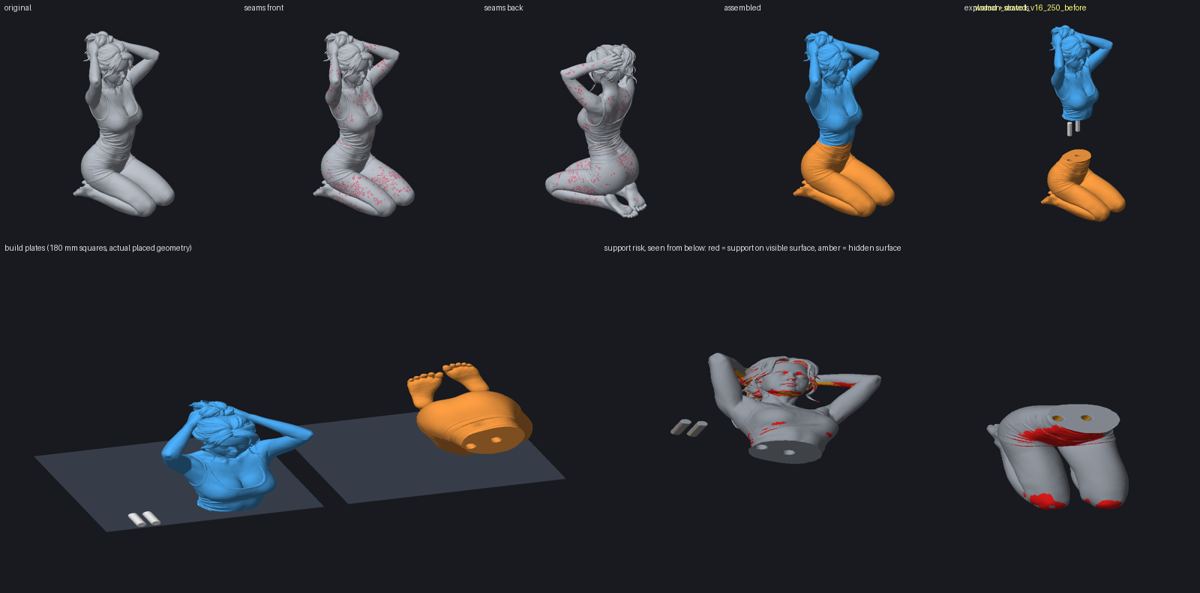 original
seams front
seams back
assembled
v16_250_before
build plates (180 mm squares, actual placed geometry)
support risk, seen from below: red = support on visible surface, amber = hidden surface